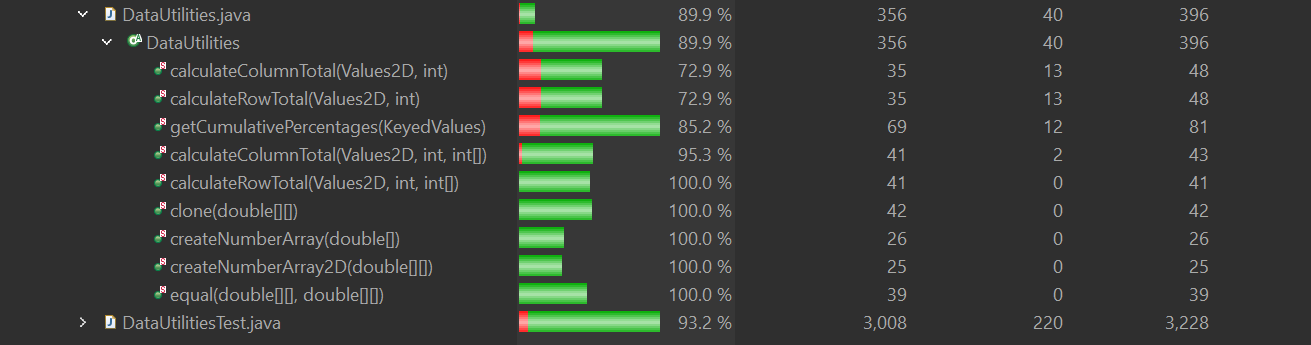 DataUtilities.java 89.9 % 356 40 396
DataUtilities 89.9 % 356 40 396
calculateColumnTotal(Values2D, int) 72.9 % 35 13 48
calculateRowTotal(Values2D, int) 72.9 % 35 13 48
getCumulativePercentages(KeyedValues) 85.2 % 69 12 81
calculateColumnTotal(Values2D, int, int[]) 95.3 % 41 2 43
calculateRowTotal(Values2D, int, int[]) 100.0 % 41 0 41
clone(double[][]) 100.0 % 42 0 42
createNumberArray(double[]) 100.0 % 26 0 26
createNumberArray2D(double[][]) 100.0 % 25 0 25
equal(double[][], double[][]) 100.0 % 39 0 39
DataUtilitiesTest.java 93.2 % 3,008 220 3,228